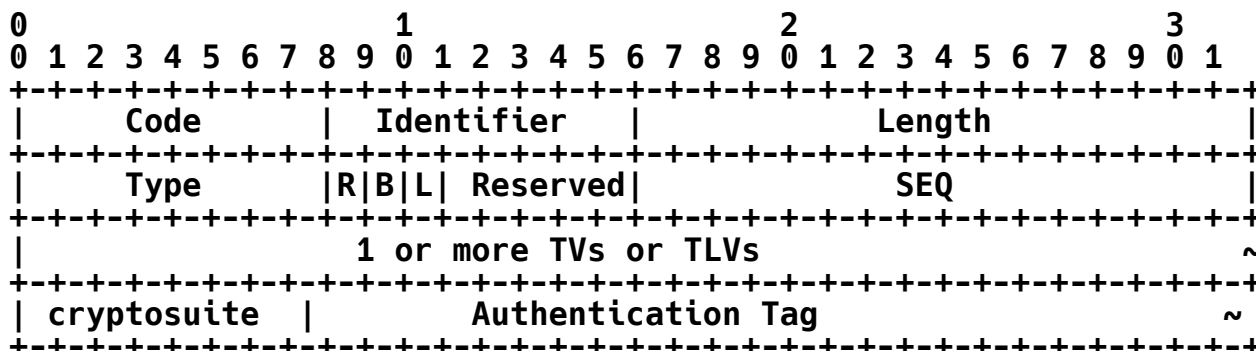 0                   1                   2                   3
0 1 2 3 4 5 6 7 8 9 0 1 2 3 4 5 6 7 8 9 0 1 2 3 4 5 6 7 8 9 0 1
+-+-+-+-+-+-+-+-+-+-+-+-+-+-+-+-+-+-+-+-+-+-+-+-+-+-+-+-+-+-+-+-+
|     Code      |  Identifier   |            Length             |
+-+-+-+-+-+-+-+-+-+-+-+-+-+-+-+-+-+-+-+-+-+-+-+-+-+-+-+-+-+-+-+-+
|     Type      |R|B|L| Reserved|             SEQ               |
+-+-+-+-+-+-+-+-+-+-+-+-+-+-+-+-+-+-+-+-+-+-+-+-+-+-+-+-+-+-+-+-+
|                 1 or more TVs or TLVs                         ~
+-+-+-+-+-+-+-+-+-+-+-+-+-+-+-+-+-+-+-+-+-+-+-+-+-+-+-+-+-+-+-+-+
| cryptosuite  |        Authentication Tag                     ~
+-+-+-+-+-+-+-+-+-+-+-+-+-+-+-+-+-+-+-+-+-+-+-+-+-+-+-+-+-+-+-+-+